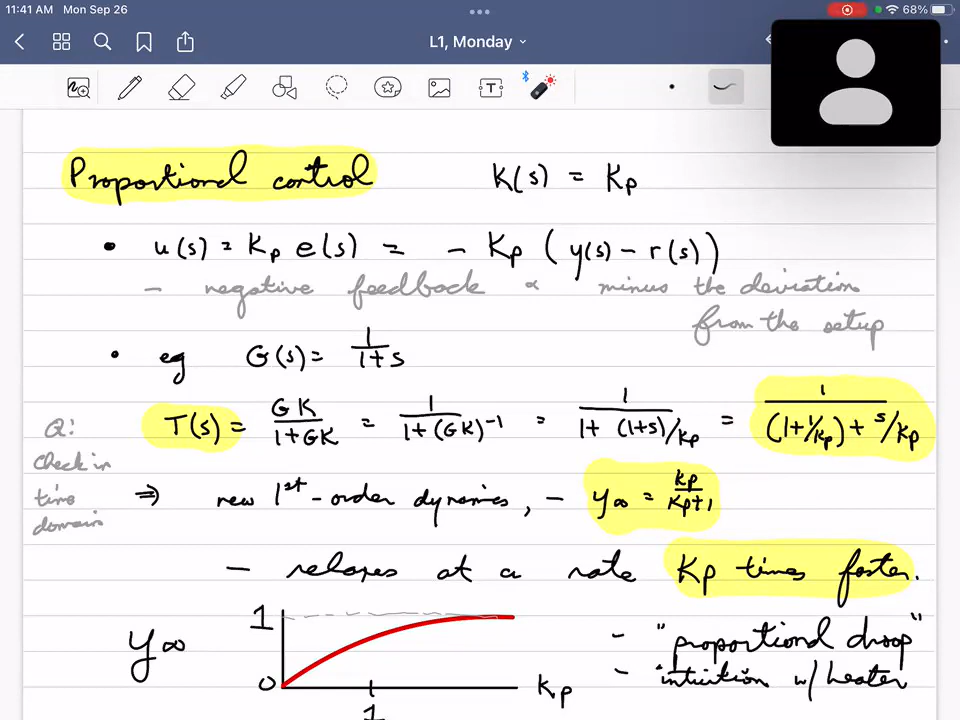 11:41 AM Mon Sep 26
68%
L1, Monday
Proportional control K(s) = Kp
• u(s) = Kp e(s) = - Kp (y(s) - r(s))
- negative feedback ∝ minus the deviation
from the setup
• eg G(s) = 1/(1+s)
Q: check in time domain
T(s) = GK/(1+GK) = 1/(1+(GK)^-1) = 1/(1+(1+s)/Kp) = 1/((1+1/Kp)+s/Kp)
⇒ new 1st-order dynamics, - y∞ = Kp/(Kp+1)
- relaxes at a rate Kp times faster.
y∞ 1 0 1 Kp
- "proportional droop"
- intuition w/ heater